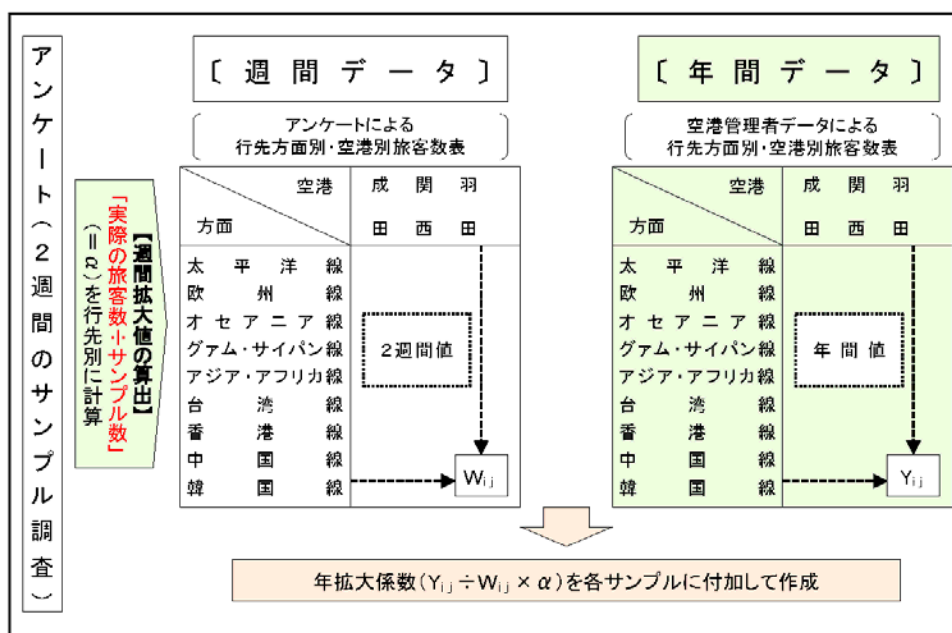 アンケート(2週間のサンプル調査)
【週間拡大値の算出】
「実際の旅客数÷サンプル数」
(=α)を行先別に計算
〔週間データ〕
アンケートによる
行先方面別・空港別旅客数表
空港
方面
成田
関西
羽田
太平洋線
欧州線
オセアニア線
グァム・サイパン線
アジア・アフリカ線
台湾線
香港線
中国線
韓国線
2週間値
Wij
〔年間データ〕
空港管理者データによる
行先方面別・空港別旅客数表
空港
方面
成田
関西
羽田
太平洋線
欧州線
オセアニア線
グァム・サイパン線
アジア・アフリカ線
台湾線
香港線
中国線
韓国線
年間値
Yij
年拡大係数(Yij÷Wij×α)を各サンプルに付加して作成